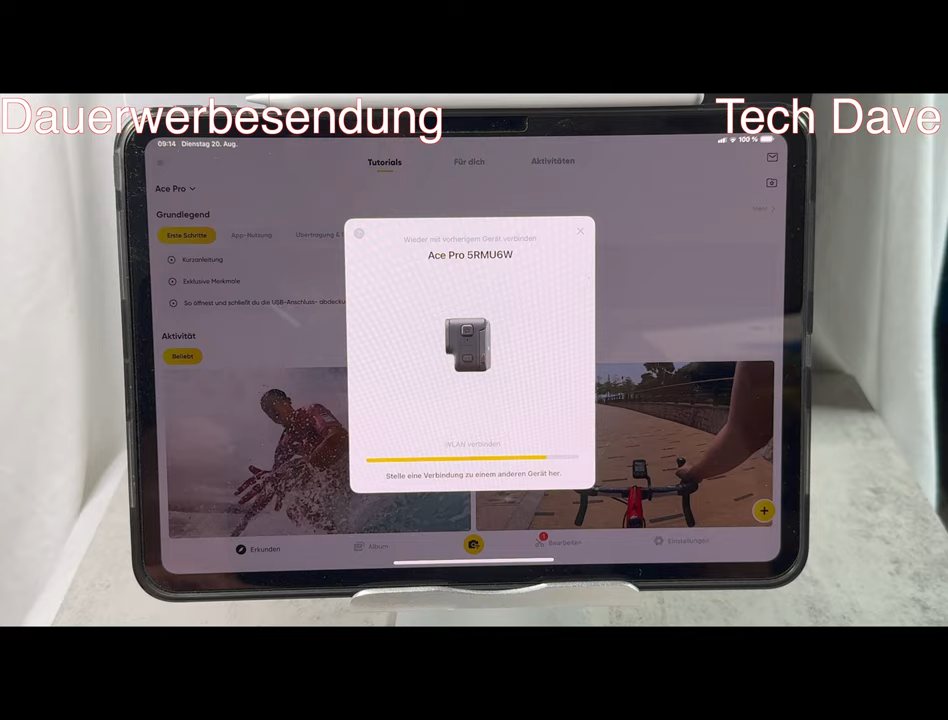 Dauerwerbesendung
Tech Dave
09:14 Dienstag 20. Aug.
100 %
Tutorials
Für dich
Aktivitäten
Ace Pro
Grundlegend
Erste Schritte
App-Nutzung
Übertragung &
Kurzanleitung
Exklusive Merkmale
So öffnest und schließt du die USB-Anschluss- abdecku
Aktivität
Beliebt
Wieder mit vorherigem Gerät verbinden
Ace Pro 5RMU6W
WLAN verbinden
Stelle eine Verbindung zu einem anderen Gerät her.
Erkunden
Album
1
Bearbeiten
Einstellungen